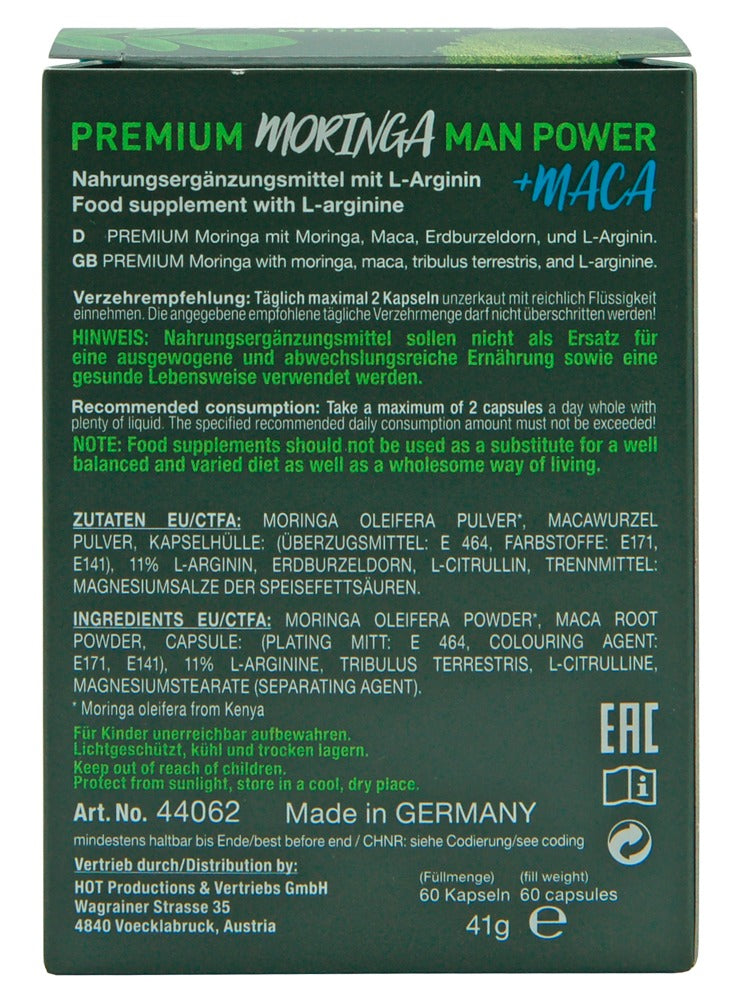 PREMIUM
PREMIUM MORINGA MAN POWER
+MACA
Nahrungsergänzungsmittel mit L-Arginin
Food supplement with L-arginine
D PREMIUM Moringa mit Moringa, Maca, Erdburzeldorn, und L-Arginin.
GB PREMIUM Moringa with moringa, maca, tribulus terrestris, and L-arginine.
Verzehrempfehlung: Täglich maximal 2 Kapseln unzerkaut mit reichlich Flüssigkeit
einnehmen. Die angegebene empfohlene tägliche Verzehrmenge darf nicht überschritten werden!
HINWEIS: Nahrungsergänzungsmittel sollen nicht als Ersatz für
eine ausgewogene und abwechslungsreiche Ernährung sowie eine
gesunde Lebensweise verwendet werden.
Recommended consumption: Take a maximum of 2 capsules a day whole with
plenty of liquid. The specified recommended daily consumption amount must not be exceeded!
NOTE: Food supplements should not be used as a substitute for a well
balanced and varied diet as well as a wholesome way of living.
ZUTATEN EU/CTFA: MORINGA OLEIFERA PULVER*, MACAWURZEL
PULVER, KAPSELHÜLLE: (ÜBERZUGSMITTEL: E 464, FARBSTOFFE: E171,
E141), 11% L-ARGININ, ERDBURZELDORN, L-CITRULLIN, TRENNMITTEL:
MAGNESIUMSALZE DER SPEISEFETTSÄUREN.
INGREDIENTS EU/CTFA: MORINGA OLEIFERA POWDER*, MACA ROOT
POWDER, CAPSULE: (PLATING MITT: E 464, COLOURING AGENT:
E171, E141), 11% L-ARGININE, TRIBULUS TERRESTRIS, L-CITRULLINE,
MAGNESIUMSTEARATE (SEPARATING AGENT).
* Moringa oleifera from Kenya
Für Kinder unerreichbar aufbewahren.
Lichtgeschützt, kühl und trocken lagern.
Keep out of reach of children.
Protect from sunlight, store in a cool, dry place.
EAC
Art. No. 44062 Made in GERMANY
mindestens haltbar bis Ende/best before end / CHNR: siehe Codierung/see coding
Vertrieb durch/Distribution by:
HOT Productions & Vertriebs GmbH
Wagrainer Strasse 35
4840 Voecklabruck, Austria
(Füllmenge) (fill weight)
60 Kapseln 60 capsules
41g ℮